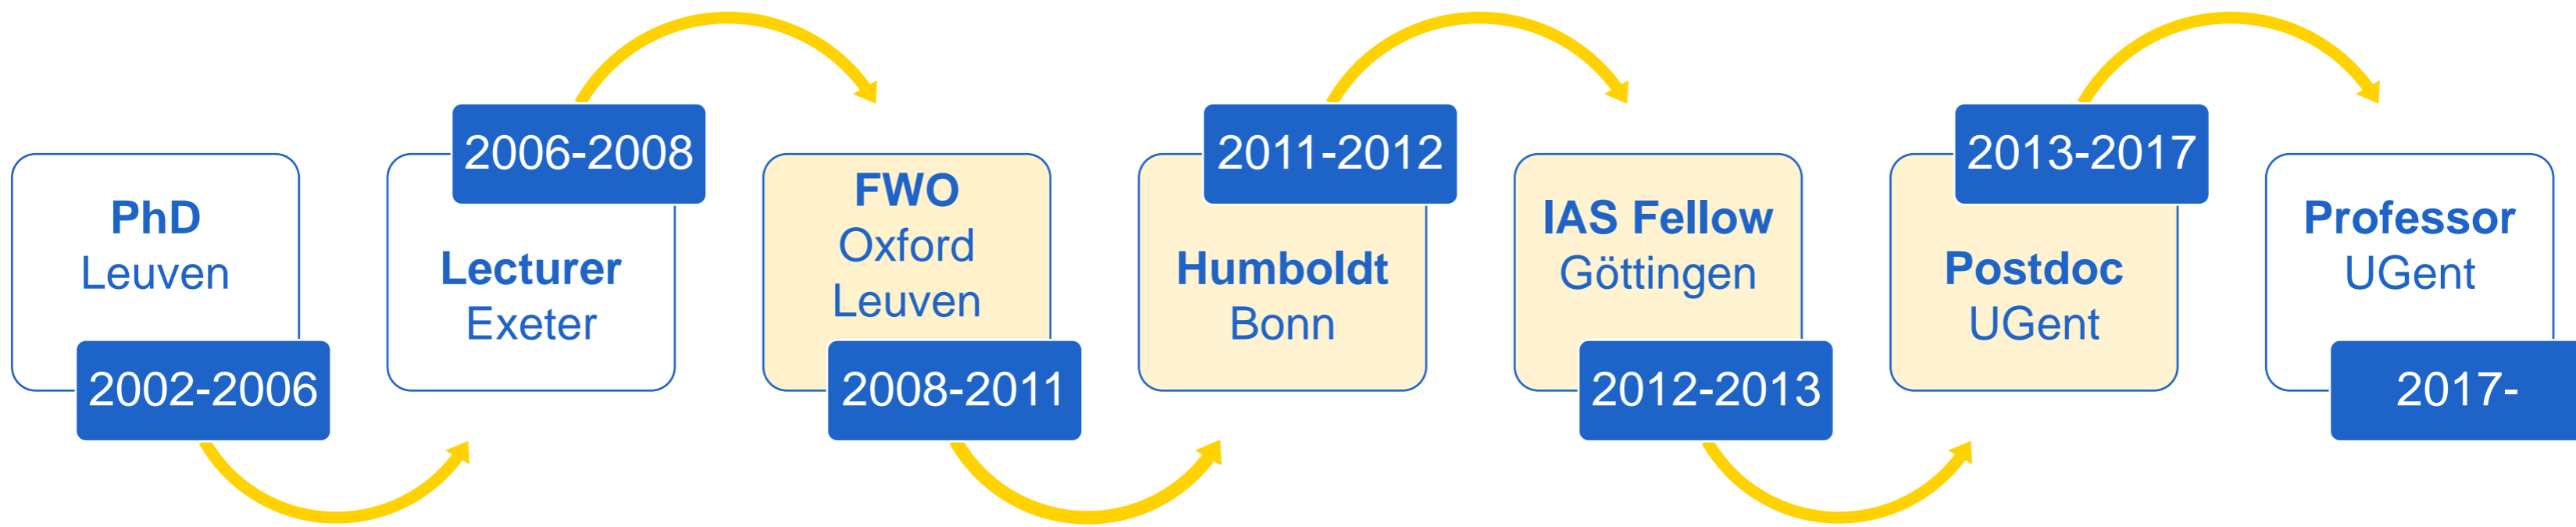 PhD
Leuven
2002-2006
2006-2008
Lecturer
Exeter
FWO
Oxford
Leuven
2008-2011
2011-2012
Humboldt
Bonn
IAS Fellow
Göttingen
2012-2013
2013-2017
Postdoc
UGent
Professor
UGent
2017-